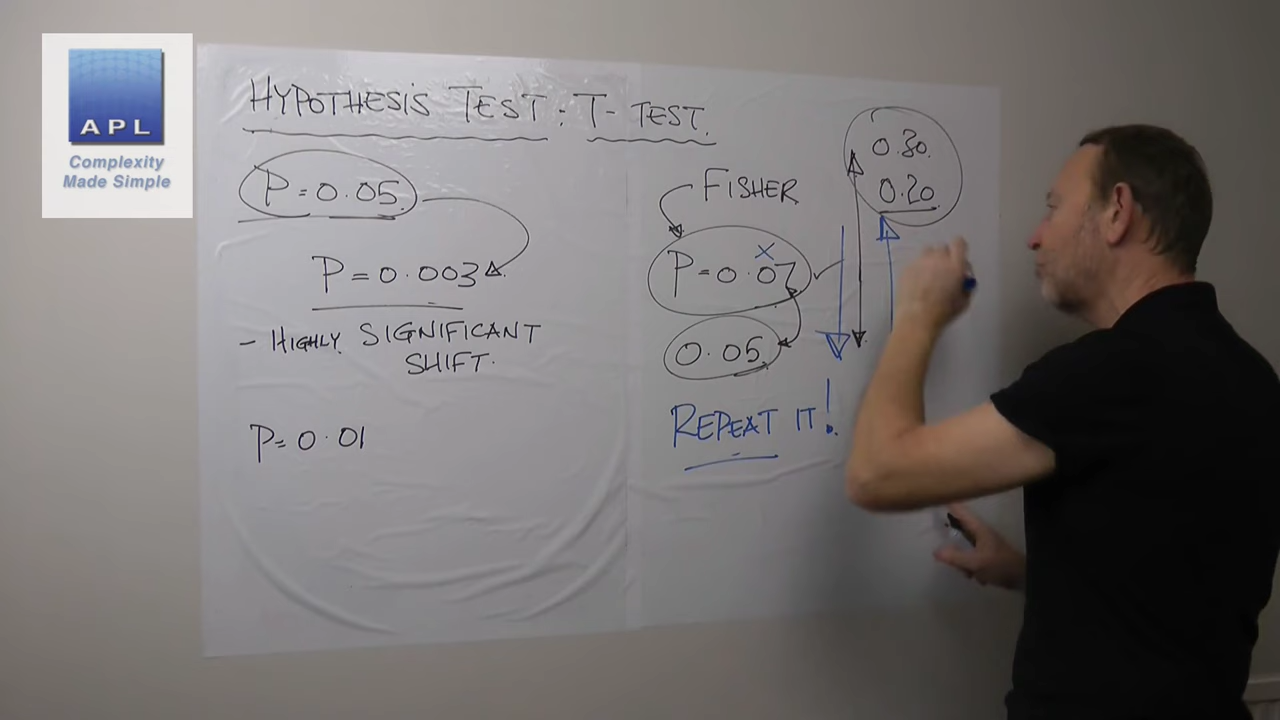 APL
Complexity
Made Simple
HYPOTHESIS TEST: T-TEST.
P=0.05
P=0.003
- HIGHLY SIGNIFICANT
SHIFT.
P=0.01
FISHER
P=0.07
x
0.05
REPEAT IT!
0.30.
0.20